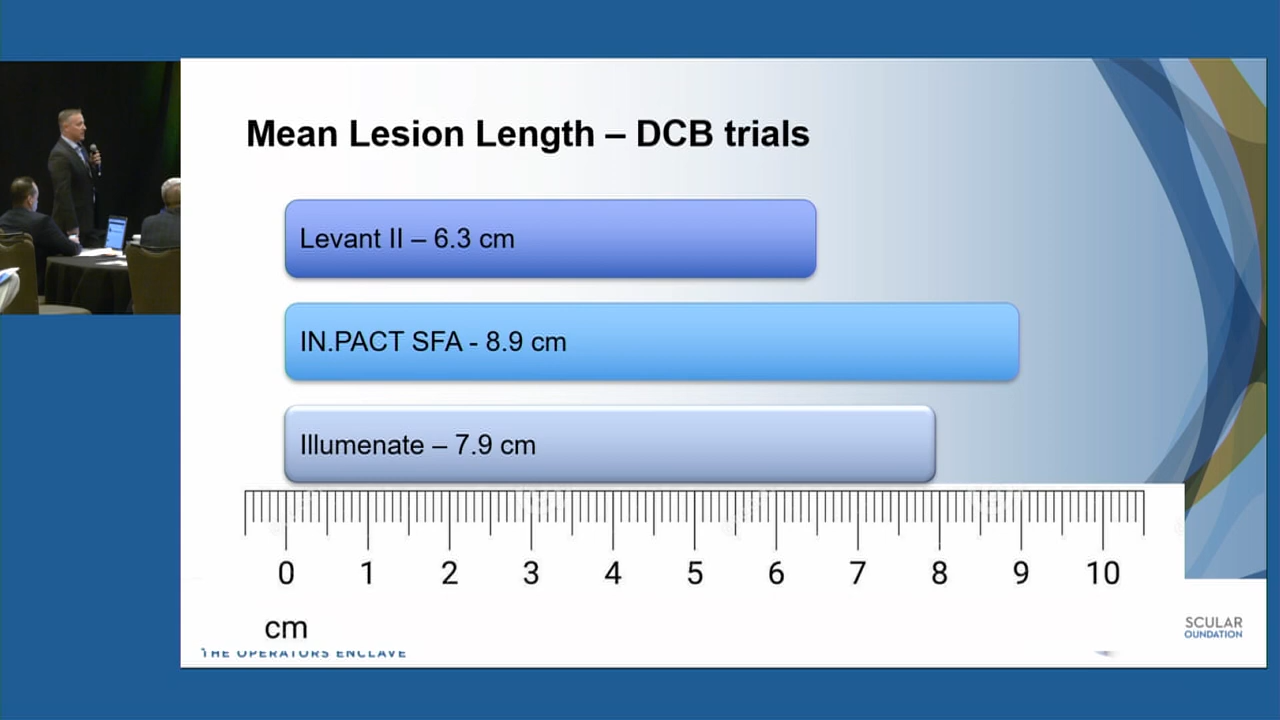 Mean Lesion Length – DCB trials
Levant II – 6.3 cm
IN.PACT SFA - 8.9 cm
Illumenate – 7.9 cm
0 1 2 3 4 5 6 7 8 9 10
cm
SCULAR
OUNDATION
THE OPERATORS ENCLAVE